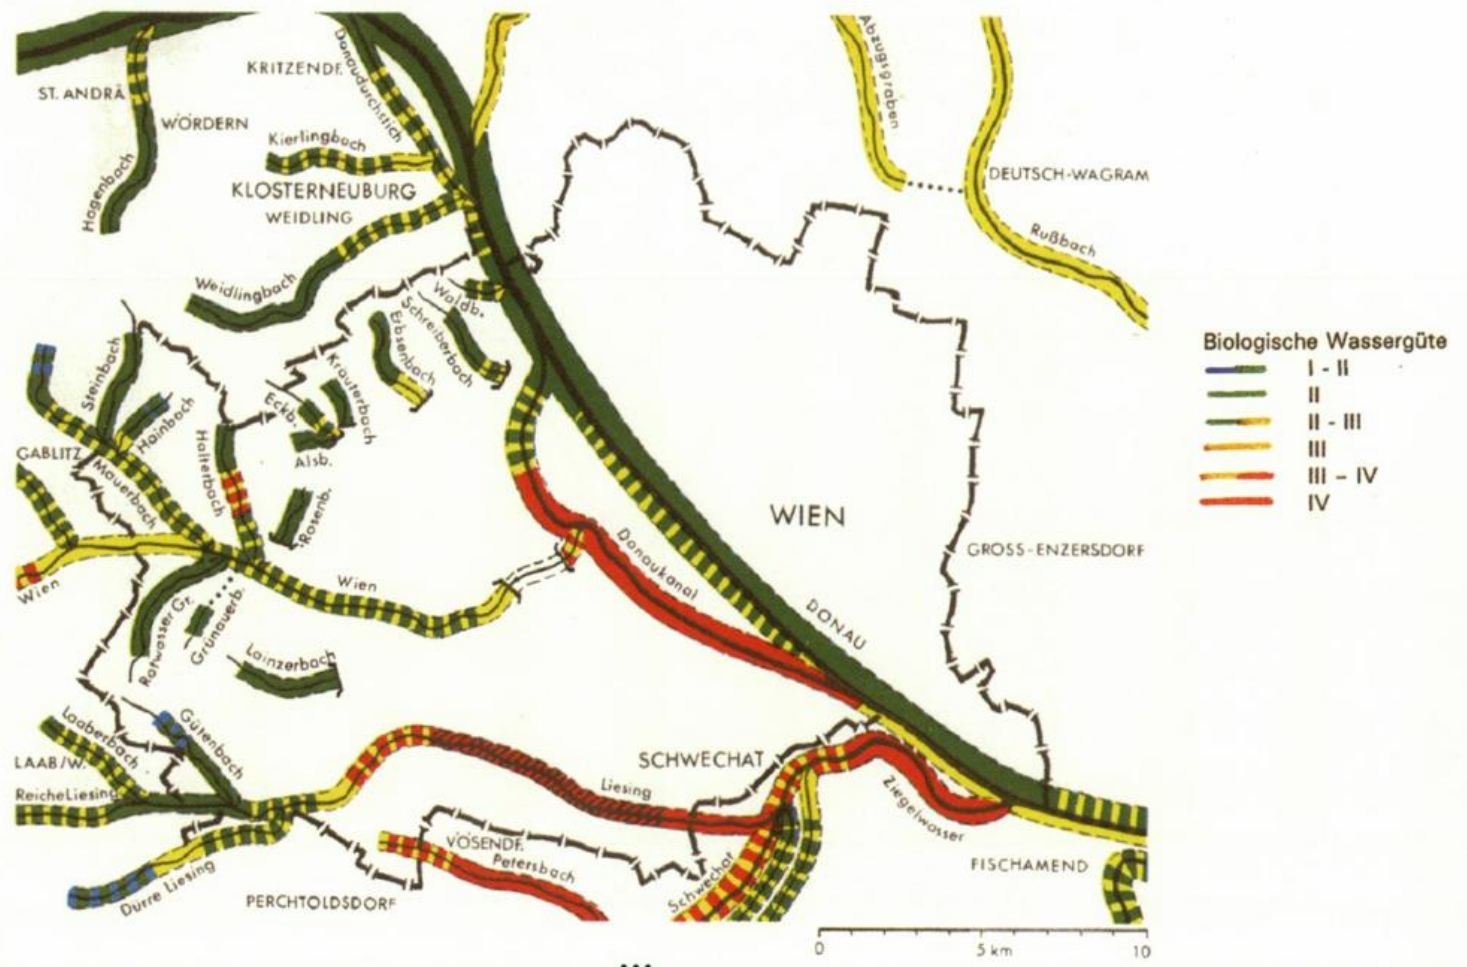 KRITZENDF.
Donaudurchstich
Abzugsgraben
ST. ANDRÄ
WÖRDERN
Kierlingbach
Hagenbach
KLOSTERNEUBURG
WEIDLING
DEUTSCH-WAGRAM
Rußbach
Weidlingbach
Waldb.
Schreiberbach
Erbsenbach
Kräuterbach
Eckb.
Alsb.
Steinbach
Hainbach
Halterbach
GABLITZ
Mauerbach
Rosenb.
Biologische Wassergüte
I - II
II
II - III
III
III - IV
IV
WIEN
GROSS-ENZERSDORF
Wien
Wien
Donaukanal
DONAU
Rotwasser Gr.
Grünauerb.
Lainzerbach
Laaberbach
Gütenbach
LAAB/W.
Reiche Liesing
SCHWECHAT
Liesing
Ziegelwasser
VÖSENDF.
Petersbach
Schwechat
FISCHAMEND
Dürre Liesing
PERCHTOLDSDORF
0 5 km 10